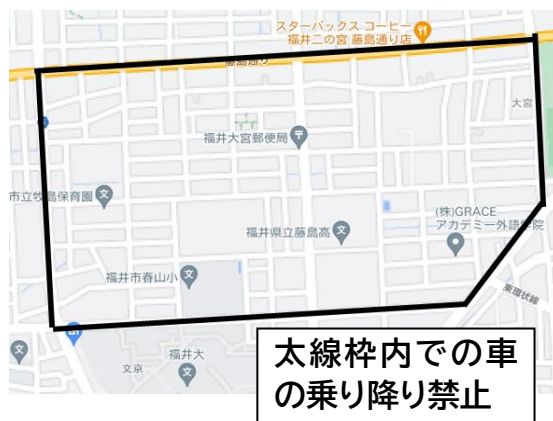 スターバックス コーヒー
福井二の宮 藤島通り店
藤島通り
大宮
福井大宮郵便局
市立牧島保育園
(株)GRACE
アカデミー外語学院
福井県立藤島高
福井市春山小
東環状線
福井大
文京
太線枠内での車
の乗り降り禁止